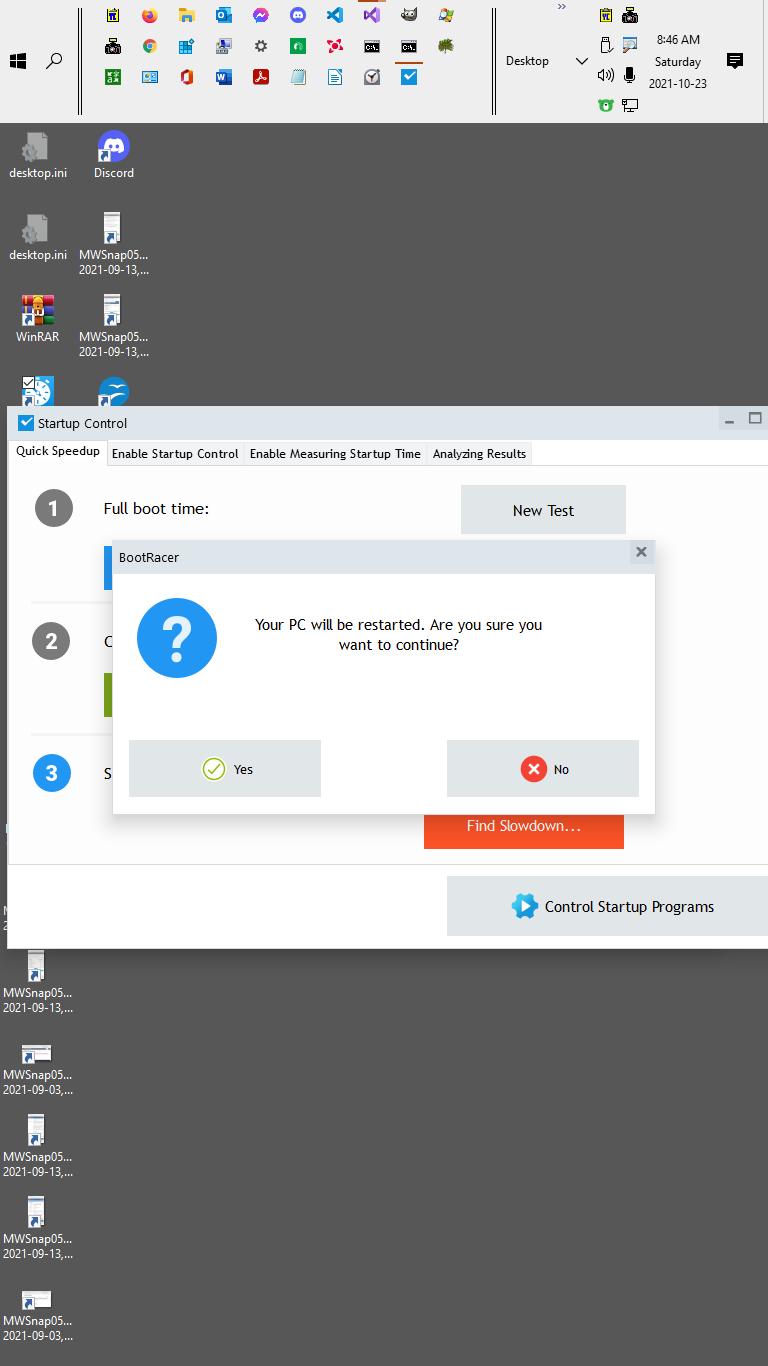 »
8:46 AM
Desktop
Saturday
2021-10-23
desktop.ini
Discord
desktop.ini
MWSnap05...
2021-09-13,...
WinRAR
MWSnap05...
2021-09-13,...
Startup Control
Quick Speedup
Enable Startup Control
Enable Measuring Startup Time
Analyzing Results
1
Full boot time:
New Test
BootRacer
?
Your PC will be restarted. Are you sure you
want to continue?
2
C
3
S
Yes
No
Find Slowdown...
Control Startup Programs
MWSnap05...
2021-09-13,...
MWSnap05...
2021-09-03,...
MWSnap05...
2021-09-13,...
MWSnap05...
2021-09-13,...
MWSnap05...
2021-09-03,...